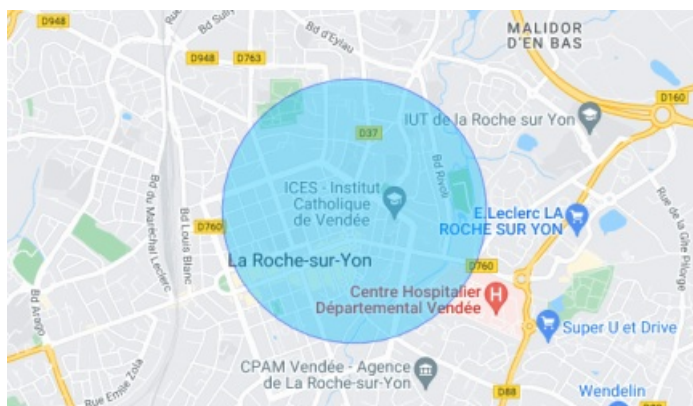 D948
Rue
Bd Sully
Bd d'Eylau
MALIDOR
D'EN BAS
D948
D763
D160
D37
IUT de la Roche sur Yon
Bd Rivoli
ICES - Institut
Catholique
de Vendée
Bd du Maréchal Leclerc
Bd Louis Blanc
D760
E.Leclerc LA
ROCHE SUR YON
Rue de la Gîte Pilorge
La Roche-sur-Yon
D760
Centre Hospitalier
Départemental Vendée
H
Bd Arago
Super U et Drive
CPAM Vendée - Agence
de La Roche-sur-Yon
Rue Emile Zola
D88
Wendelin